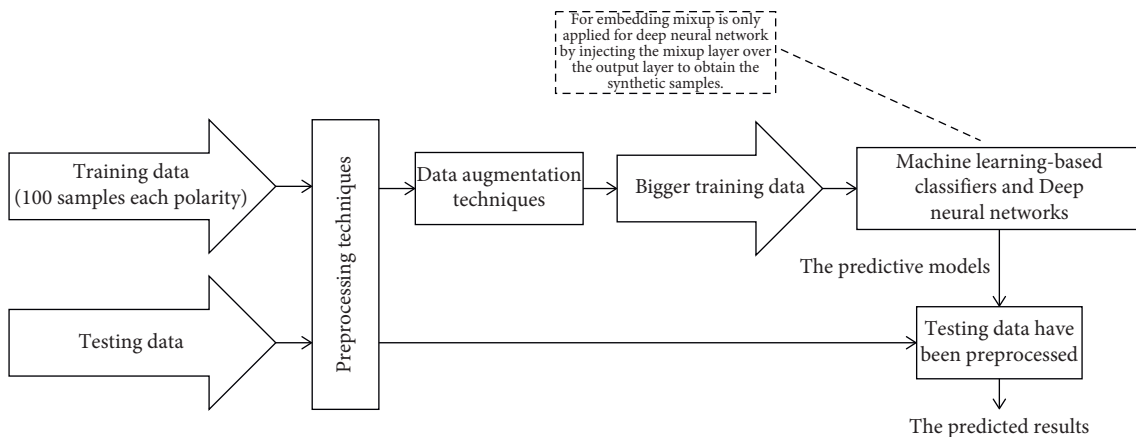 For embedding mixup is only
applied for deep neural network
by injecting the mixup layer over
the output layer to obtain the
synthetic samples.
Training data
(100 samples each polarity)
Preprocessing techniques
Data augmentation
techniques
Bigger training data
Machine learning-based
classifiers and Deep
neural networks
The predictive models
Testing data
Testing data have
been preprocessed
The predicted results